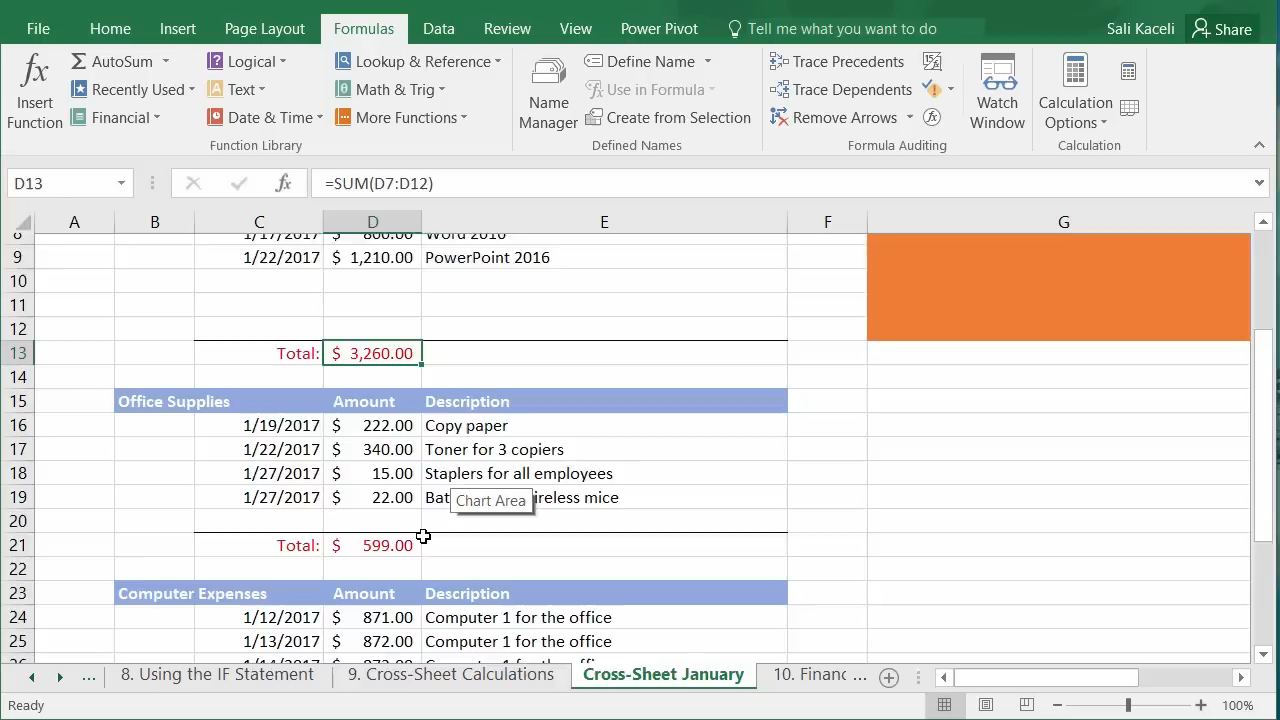 File Home Insert Page Layout Formulas Data Review View Power Pivot Tell me what you want to do Sali Kaceli Share
fx Insert Function
AutoSum Logical Lookup & Reference
Recently Used Text Math & Trig
Financial Date & Time More Functions
Function Library
Name Manager
Define Name
Use in Formula
Create from Selection
Defined Names
Trace Precedents
Trace Dependents
Remove Arrows fx
Watch Window
Formula Auditing
Calculation Options
Calculation
D13 fx =SUM(D7:D12)
A B C D E F G
8 1/17/2017 $ 800.00 Word 2016
9 1/22/2017 $ 1,210.00 PowerPoint 2016
10
11
12
13 Total: $ 3,260.00
14
15 Office Supplies Amount Description
16 1/19/2017 $ 222.00 Copy paper
17 1/22/2017 $ 340.00 Toner for 3 copiers
18 1/27/2017 $ 15.00 Staplers for all employees
19 1/27/2017 $ 22.00 Bat ireless mice
Chart Area
20
21 Total: $ 599.00
22
23 Computer Expenses Amount Description
24 1/12/2017 $ 871.00 Computer 1 for the office
25 1/13/2017 $ 872.00 Computer 1 for the office
... 8. Using the IF Statement 9. Cross-Sheet Calculations Cross-Sheet January 10. Financ ...
Ready 100%